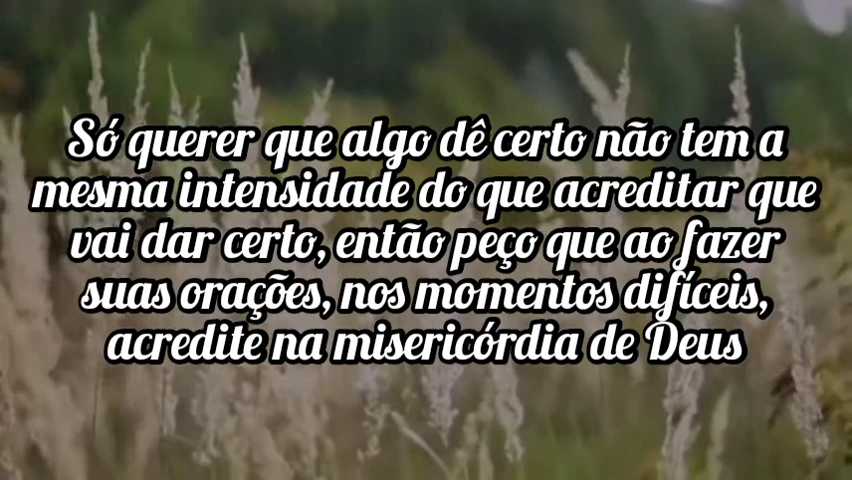 Só querer que algo dê certo não tem a
mesma intensidade do que acreditar que
vai dar certo, então peço que ao fazer
suas orações, nos momentos difíceis,
acredite na misericórdia de Deus